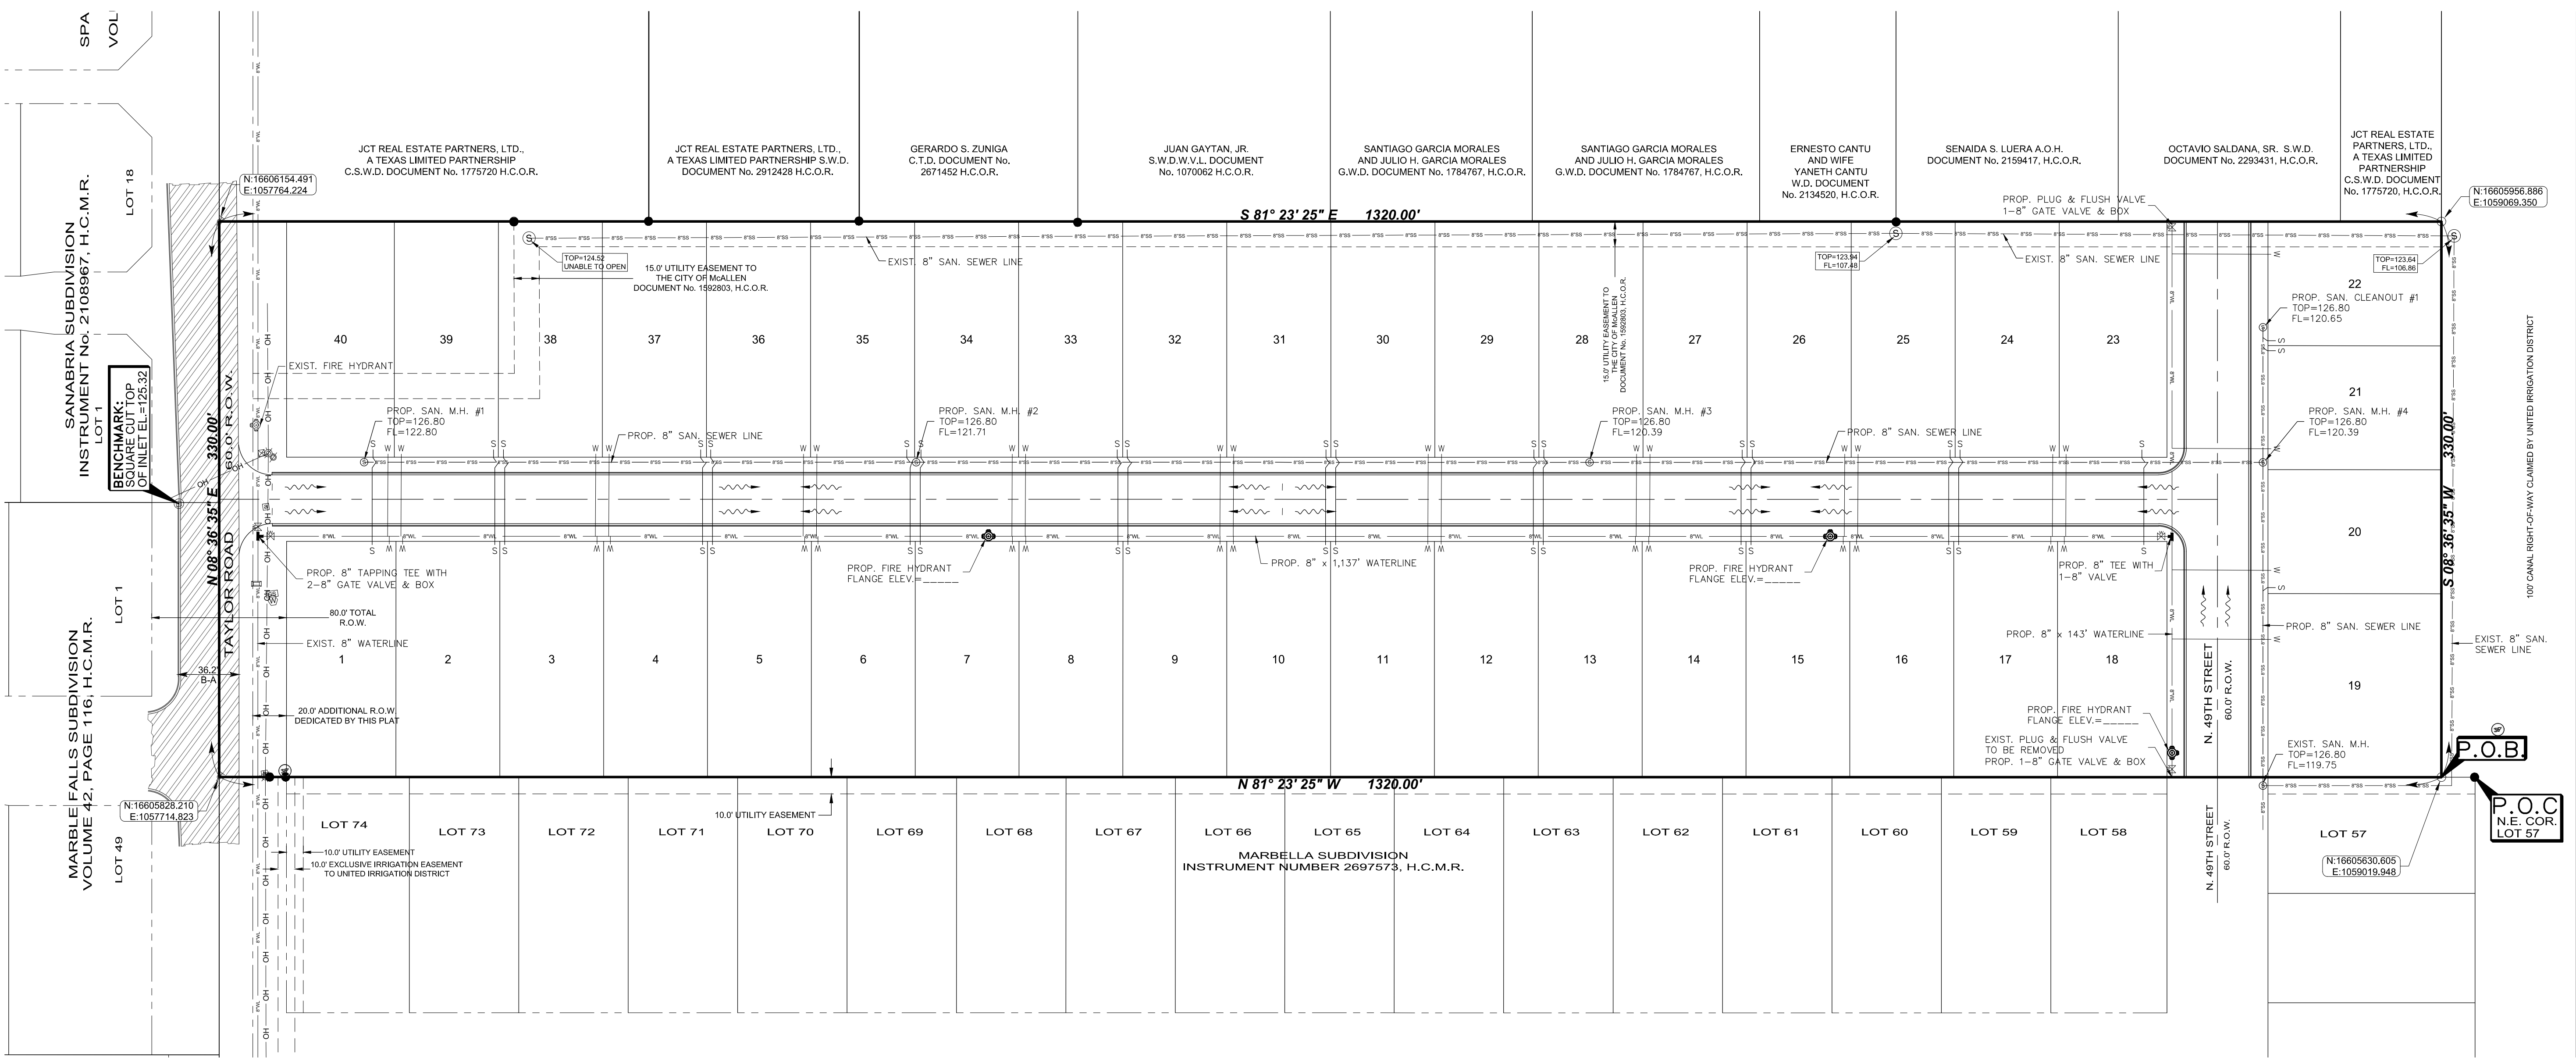 SPA
VOL
LOT 18
SANABRIA SUBDIVISION
INSTRUMENT No. 2108967, H.C.M.R.
LOT 1
BENCHMARK:
SQUARE CUT TOP
OF INLET EL.=125.32
LOT 1
MARBLE FALLS SUBDIVISION
VOLUME 42, PAGE 116, H.C.M.R.
LOT 49
JCT REAL ESTATE PARTNERS, LTD.,
A TEXAS LIMITED PARTNERSHIP
C.S.W.D. DOCUMENT No. 1775720 H.C.O.R.
JCT REAL ESTATE PARTNERS, LTD.,
A TEXAS LIMITED PARTNERSHIP S.W.D.
DOCUMENT No. 2912428 H.C.O.R.
GERARDO S. ZUNIGA
C.T.D. DOCUMENT No.
2671452 H.C.O.R.
JUAN GAYTAN, JR.
S.W.D.W.V.L. DOCUMENT
No. 1070062 H.C.O.R.
SANTIAGO GARCIA MORALES
AND JULIO H. GARCIA MORALES
G.W.D. DOCUMENT No. 1784767, H.C.O.R.
SANTIAGO GARCIA MORALES
AND JULIO H. GARCIA MORALES
G.W.D. DOCUMENT No. 1784767, H.C.O.R.
ERNESTO CANTU
AND WIFE
YANETH CANTU
W.D. DOCUMENT
No. 2134520, H.C.O.R.
SENAIDA S. LUERA A.O.H.
DOCUMENT No. 2159417, H.C.O.R.
OCTAVIO SALDANA, SR. S.W.D.
DOCUMENT No. 2293431, H.C.O.R.
JCT REAL ESTATE
PARTNERS, LTD.,
A TEXAS LIMITED
PARTNERSHIP
C.S.W.D. DOCUMENT
No. 1775720, H.C.O.R.
N:16606154.491
E:1057764.224
S 81° 23' 25" E 1320.00'
PROP. PLUG & FLUSH VALVE
1-8" GATE VALVE & BOX
N:16605956.886
E:1059069.350
TOP=124.52
UNABLE TO OPEN
15.0' UTILITY EASEMENT TO
THE CITY OF McALLEN
DOCUMENT No. 1592803, H.C.O.R.
EXIST. 8" SAN. SEWER LINE
15.0' UTILITY EASEMENT TO
THE CITY OF McALLEN
DOCUMENT No. 1592803, H.C.O.R.
TOP=123.94
FL=107.48
EXIST. 8" SAN. SEWER LINE
TOP=123.64
FL=106.86
22
PROP. SAN. CLEANOUT #1
TOP=126.80
FL=120.65
40
39
38
37
36
35
34
33
32
31
30
29
28
27
26
25
24
23
EXIST. FIRE HYDRANT
21
PROP. SAN. M.H. #1
TOP=126.80
FL=122.80
PROP. 8" SAN. SEWER LINE
PROP. SAN. M.H. #2
TOP=126.80
FL=121.71
PROP. SAN. M.H. #3
TOP=126.80
FL=120.39
PROP. 8" SAN. SEWER LINE
PROP. SAN. M.H. #4
TOP=126.80
FL=120.39
N 08° 36' 35" E 330.00'
TAYLOR ROAD
60.0' R.O.W.
S 08° 36' 35" W 330.00'
100' CANAL RIGHT-OF-WAY CLAIMED BY UNITED IRRIGATION DISTRICT
20
PROP. 8" TAPPING TEE WITH
2-8" GATE VALVE & BOX
PROP. FIRE HYDRANT
FLANGE ELEV.=_____
PROP. 8" x 1,137' WATERLINE
PROP. FIRE HYDRANT
FLANGE ELEV.=_____
PROP. 8" TEE WITH
1-8" VALVE
80.0' TOTAL
R.O.W.
EXIST. 8" WATERLINE
PROP. 8" x 143' WATERLINE
PROP. 8" SAN. SEWER LINE
EXIST. 8" SAN.
SEWER LINE
36.2'
B-A
1
2
3
4
5
6
7
8
9
10
11
12
13
14
15
16
17
18
19
N. 49TH STREET
60.0' R.O.W.
20.0' ADDITIONAL R.O.W.
DEDICATED BY THIS PLAT
PROP. FIRE HYDRANT
FLANGE ELEV.=_____
EXIST. PLUG & FLUSH VALVE
TO BE REMOVED
PROP. 1-8" GATE VALVE & BOX
EXIST. SAN. M.H.
TOP=126.80
FL=119.75
P.O.B.
P.O.C
N.E. COR.
LOT 57
N 81° 23' 25" W 1320.00'
N:16605828.210
E:1057714.823
10.0' UTILITY EASEMENT
LOT 74
LOT 73
LOT 72
LOT 71
LOT 70
LOT 69
LOT 68
LOT 67
LOT 66
LOT 65
LOT 64
LOT 63
LOT 62
LOT 61
LOT 60
LOT 59
LOT 58
LOT 57
N. 49TH STREET
60.0' R.O.W.
10.0' UTILITY EASEMENT
10.0' EXCLUSIVE IRRIGATION EASEMENT
TO UNITED IRRIGATION DISTRICT
MARBELLA SUBDIVISION
INSTRUMENT NUMBER 2697573, H.C.M.R.
N:16605630.605
E:1059019.948